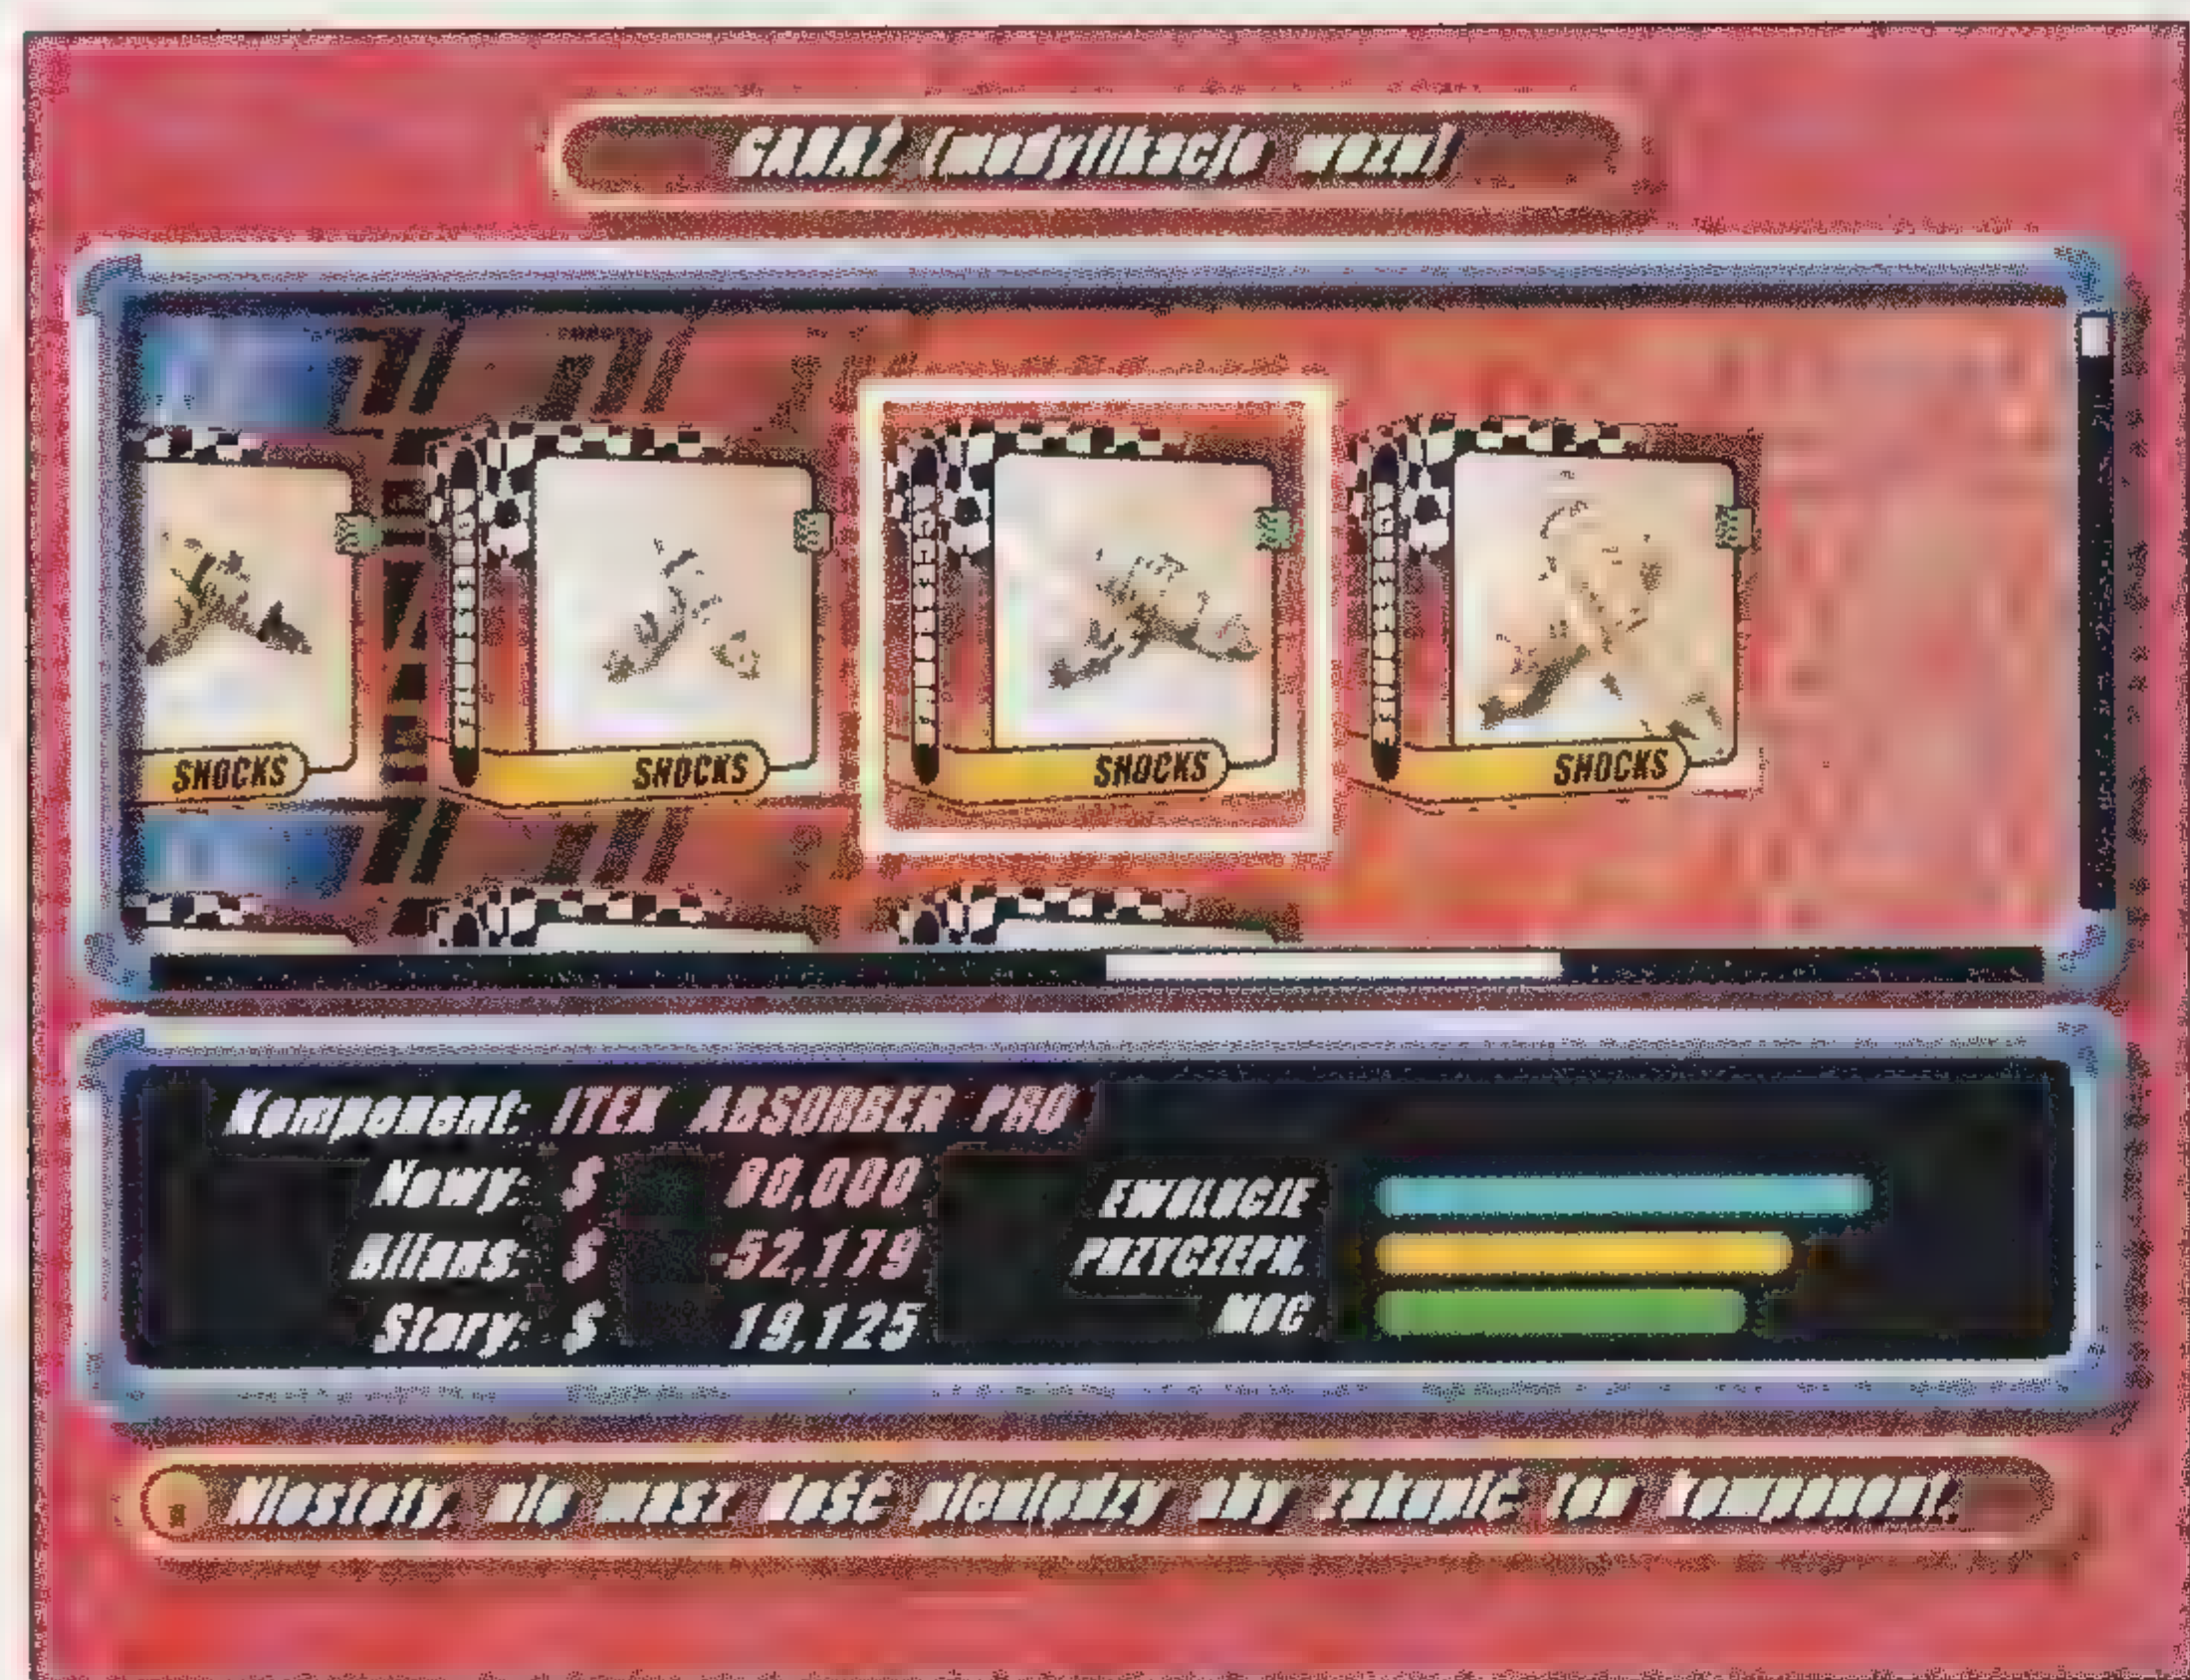 GARAŻ (modyfikacje wozu)
SHOCKS SHOCKS SHOCKS SHOCKS
Komponent: ITEX ABSORBER PRO
Nowy: $ 90,000
Bilans: $ -52,179
Stary: $ 19,125
EWOLUCJE
PRZYCZEPN.
MOC
Niestety, nie masz dość pieniędzy aby zakupić ten komponent.